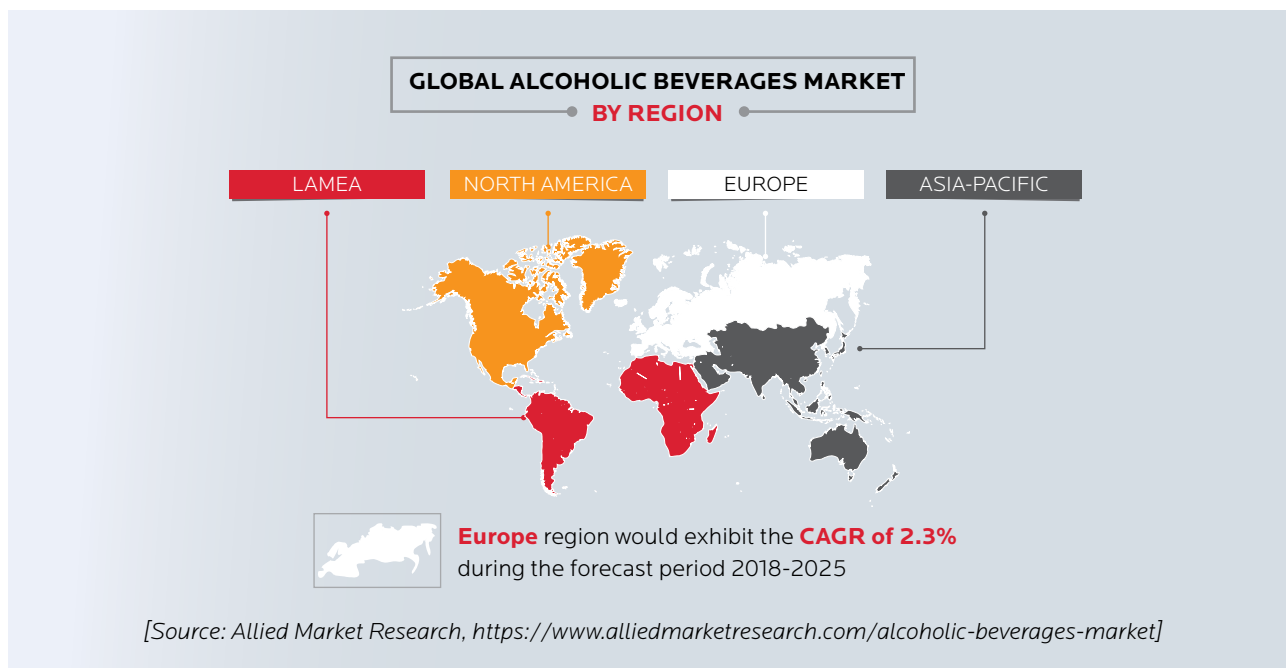 GLOBAL ALCOHOLIC BEVERAGES MARKET
BY REGION
LAMEA
NORTH AMERICA
EUROPE
ASIA-PACIFIC
Europe region would exhibit the CAGR of 2.3%
during the forecast period 2018-2025
[Source: Allied Market Research, https://www.alliedmarketresearch.com/alcoholic-beverages-market]